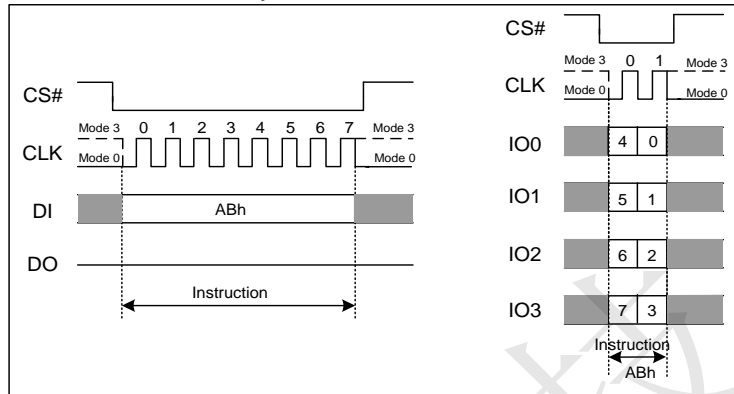 CS#
Mode 3 0 1 2 3 4 5 6 7 Mode 3
CLK
Mode 0 Mode 0
DI ABh
DO
Instruction
CS#
Mode 3 0 1 Mode 3
CLK
Mode 0 Mode 0
IO0 4 0
IO1 5 1
IO2 6 2
IO3 7 3
Instruction
ABh